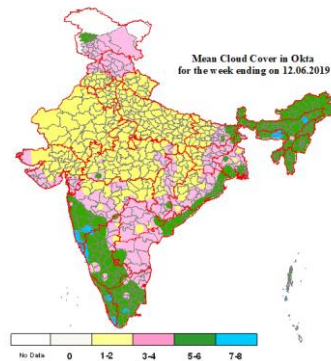 Mean Cloud Cover in Okta
for the week ending on 12.06.2019
No Data 0 1-2 3-4 5-6 7-8